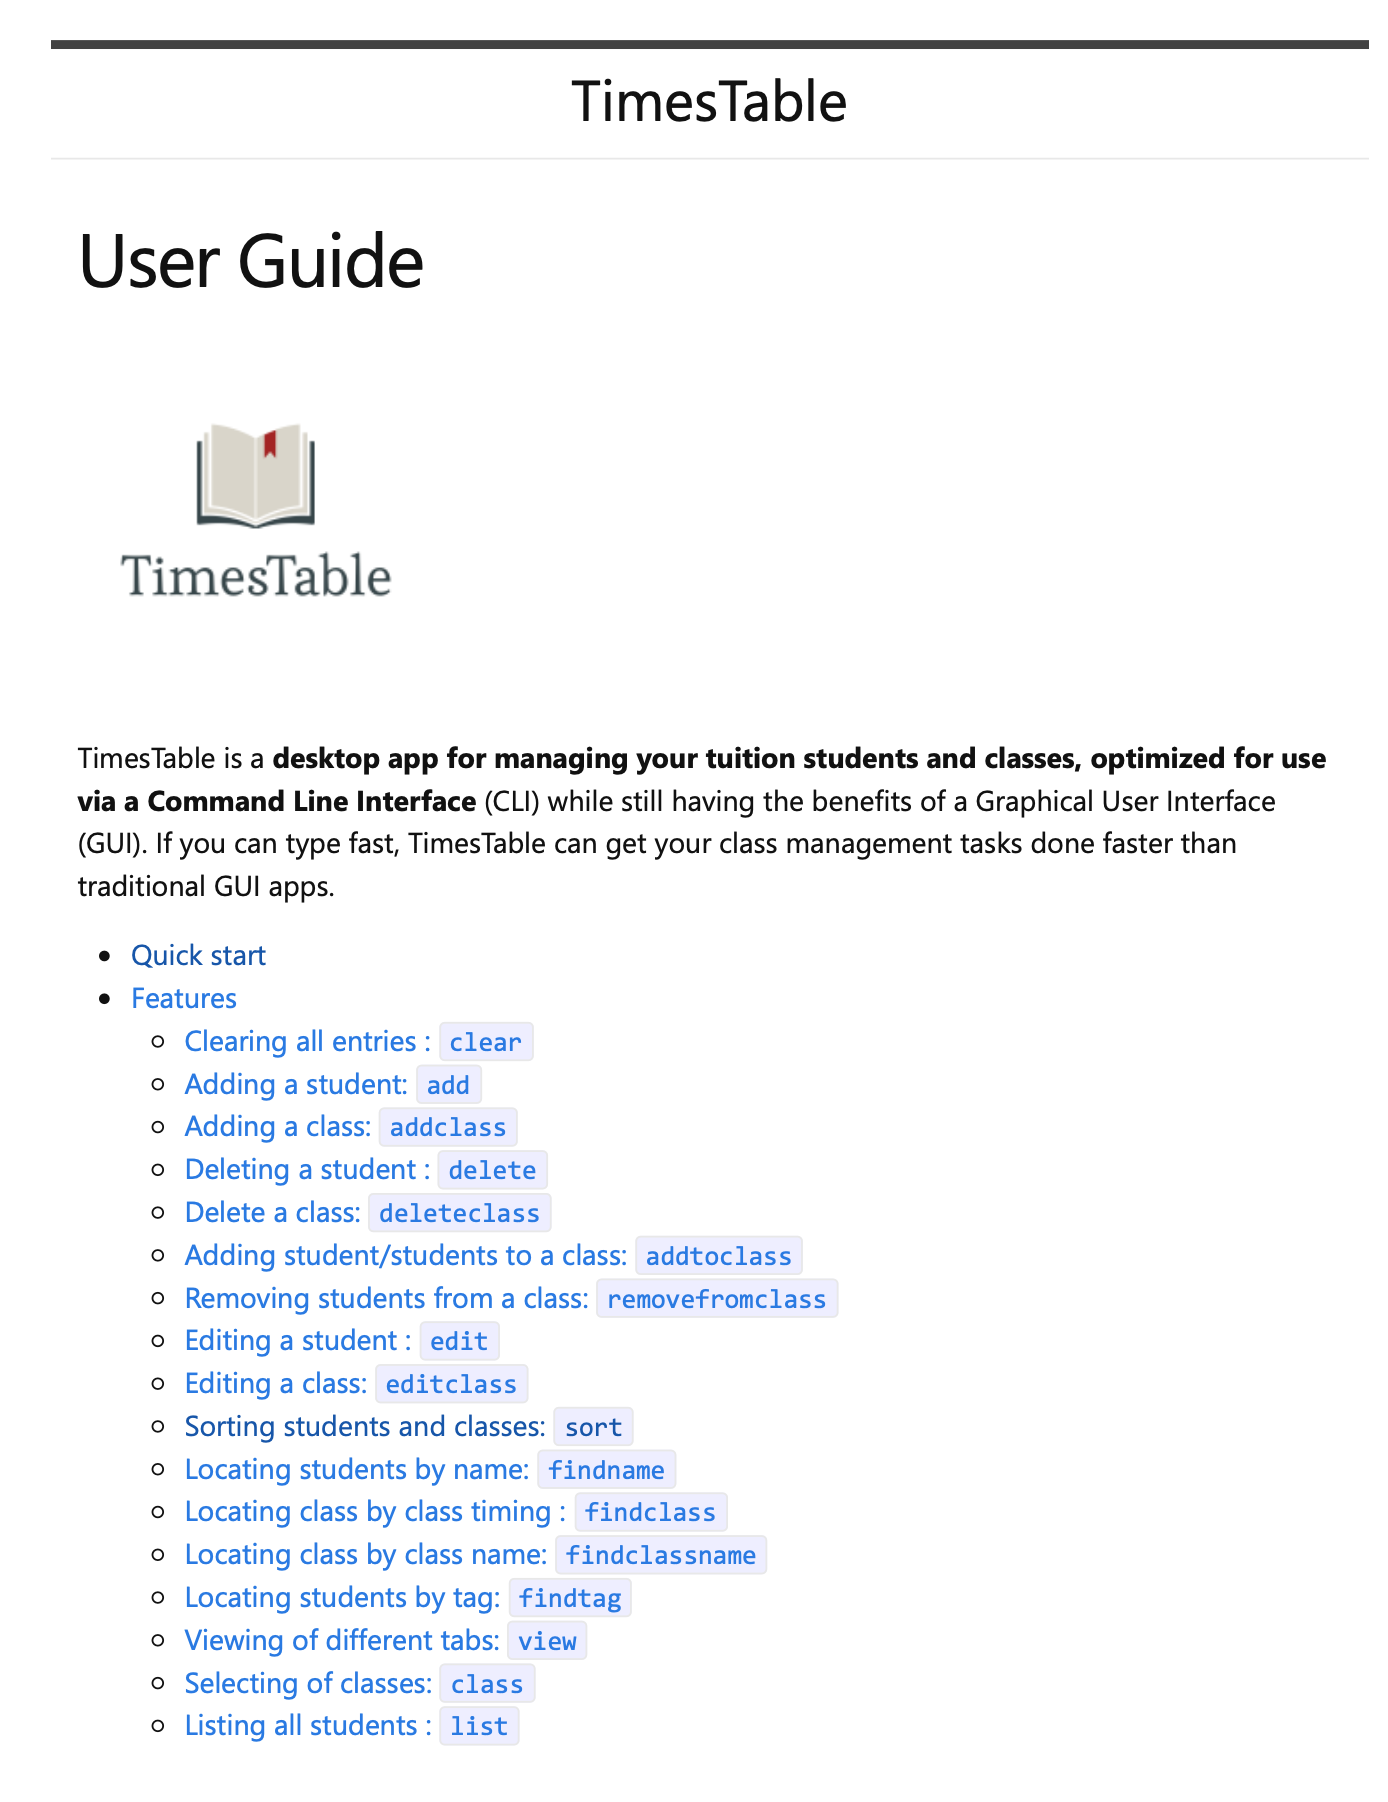 TimesTable
User Guide
TimesTable
TimesTable is a desktop app for managing your tuition students and classes, optimized for use
via a Command Line Interface (CLI) while still having the benefits of a Graphical User Interface
(GUI). If you can type fast, TimesTable can get your class management tasks done faster than
traditional GUI apps.
Quick start
Features
Clearing all entries : clear
Adding a student: add
Adding a class: addclass
Deleting a student : delete
Delete a class: deleteclass
Adding student/students to a class: addtoclass
Removing students from a class: removefromclass
Editing a student : edit
Editing a class: editclass
Sorting students and classes: sort
Locating students by name: findname
Locating class by class timing : findclass
Locating class by class name: findclassname
Locating students by tag: findtag
Viewing of different tabs: view
Selecting of classes: class
Listing all students : list